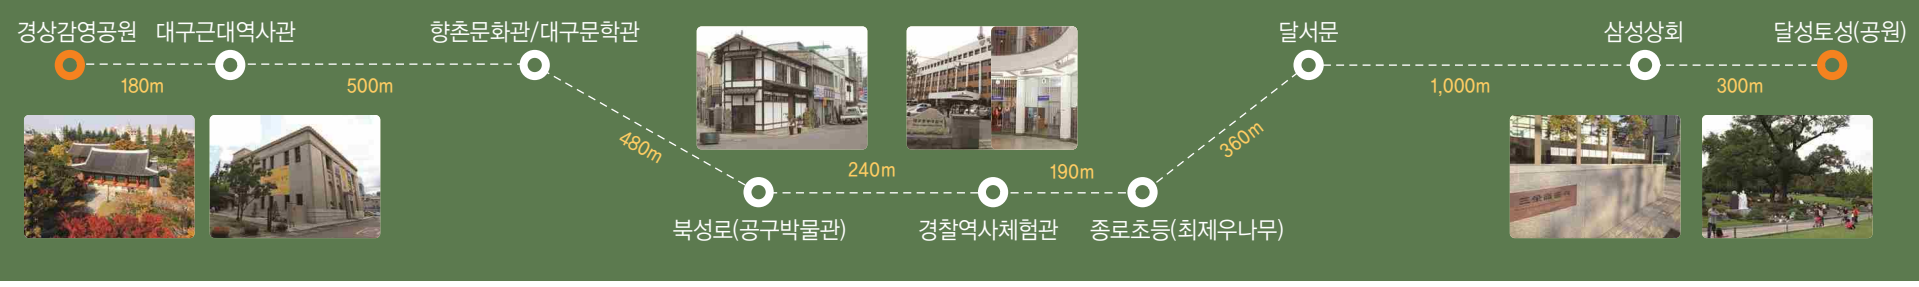 경상감영공원
대구근대역사관
향촌문화관/대구문학관
달서문
삼성상회
달성토성(공원)
180m
500m
1,000m
300m
480m
360m
240m
190m
북성로(공구박물관)
경찰역사체험관
종로초등(최제우나무)